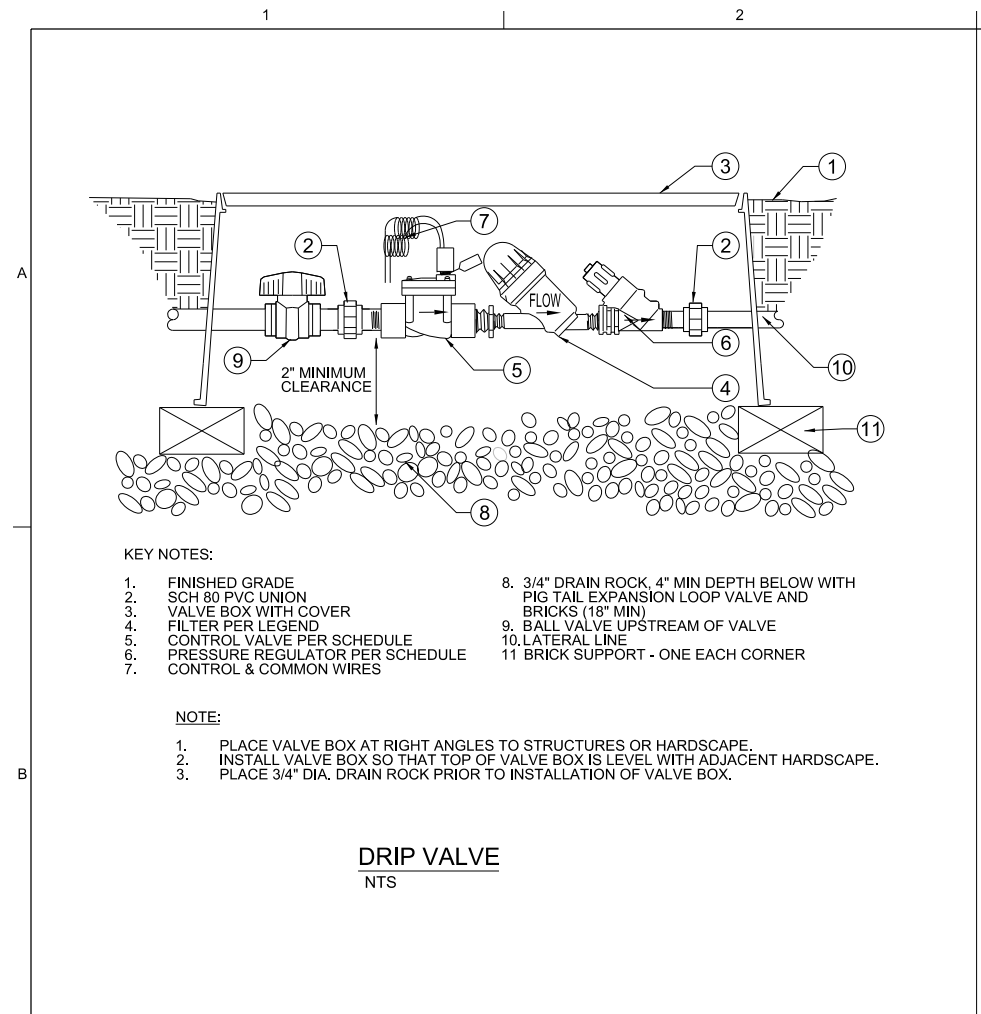 1 2
3 1
7
2 2
A
FLOW
6
9 5 10
2" MINIMUM
CLEARANCE
4
11
8
KEY NOTES:
1. FINISHED GRADE
2. SCH 80 PVC UNION
3. VALVE BOX WITH COVER
4. FILTER PER LEGEND
5. CONTROL VALVE PER SCHEDULE
6. PRESSURE REGULATOR PER SCHEDULE
7. CONTROL & COMMON WIRES
8. 3/4" DRAIN ROCK, 4" MIN DEPTH BELOW WITH
PIG TAIL EXPANSION LOOP VALVE AND
BRICKS (18" MIN)
9. BALL VALVE UPSTREAM OF VALVE
10. LATERAL LINE
11 BRICK SUPPORT - ONE EACH CORNER
NOTE:
1. PLACE VALVE BOX AT RIGHT ANGLES TO STRUCTURES OR HARDSCAPE.
2. INSTALL VALVE BOX SO THAT TOP OF VALVE BOX IS LEVEL WITH ADJACENT HARDSCAPE.
3. PLACE 3/4" DIA. DRAIN ROCK PRIOR TO INSTALLATION OF VALVE BOX.
B
DRIP VALVE
NTS